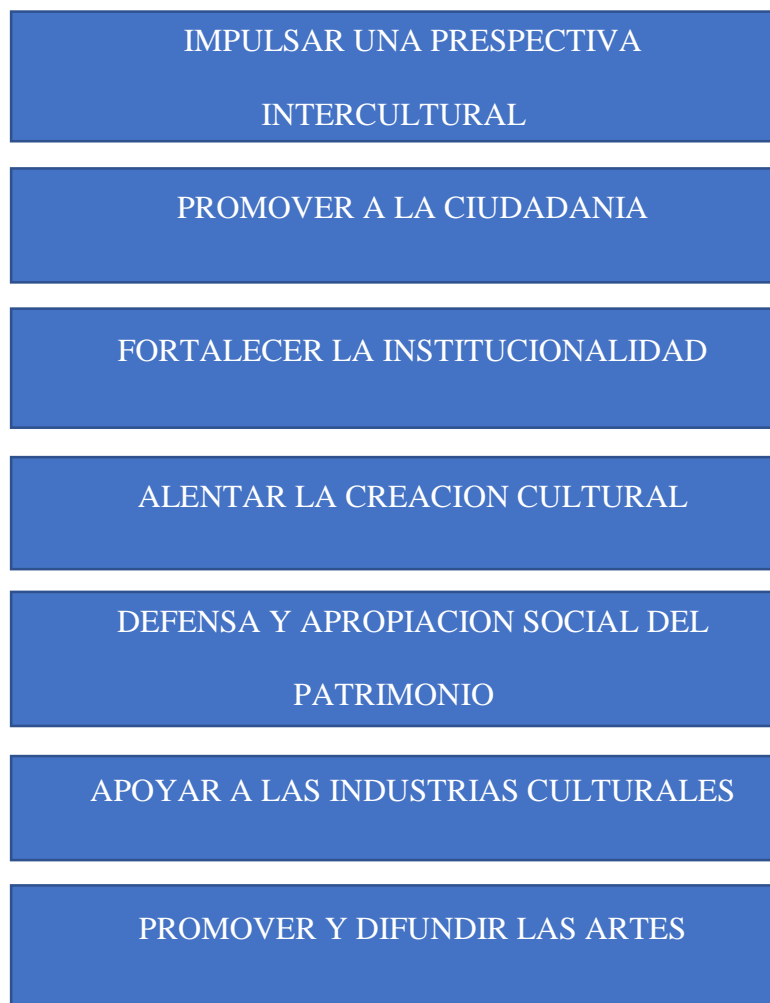 IMPULSAR UNA PRESPECTIVA
INTERCULTURAL
PROMOVER A LA CIUDADANIA
FORTALECER LA INSTITUCIONALIDAD
ALENTAR LA CREACION CULTURAL
DEFENSA Y APROPIACION SOCIAL DEL
PATRIMONIO
APOYAR A LAS INDUSTRIAS CULTURALES
PROMOVER Y DIFUNDIR LAS ARTES